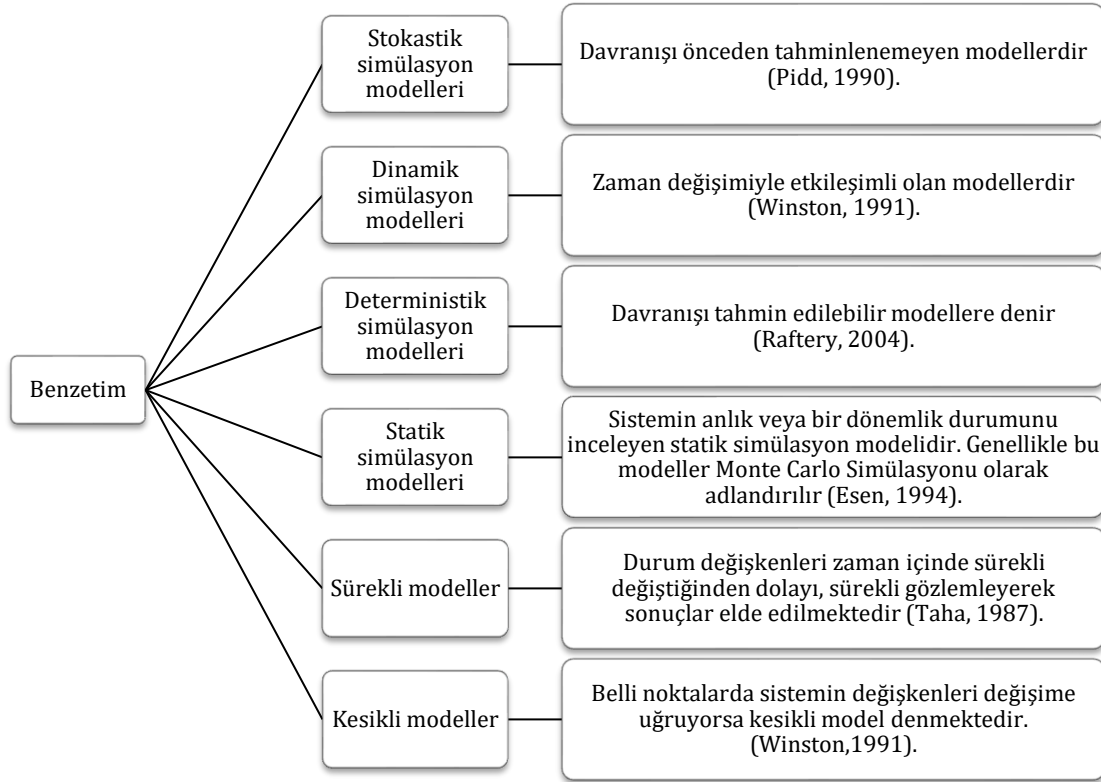 Benzetim
Stokastik
simülasyon
modelleri
Davranışı önceden tahminlenemeyen modellerdir
(Pidd, 1990).
Dinamik
simülasyon
modelleri
Zaman değişimiyle etkileşimli olan modellerdir
(Winston, 1991).
Deterministik
simülasyon
modelleri
Davranışı tahmin edilebilir modellere denir
(Raftery, 2004).
Statik
simülasyon
modelleri
Sistemin anlık veya bir dönemlik durumunu
inceleyen statik simülasyon modelidir. Genellikle bu
modeller Monte Carlo Simülasyonu olarak
adlandırılır (Esen, 1994).
Sürekli modeller
Durum değişkenleri zaman içinde sürekli
değiştiğinden dolayı, sürekli gözlemleyerek
sonuçlar elde edilmektedir (Taha, 1987).
Kesikli modeller
Belli noktalarda sistemin değişkenleri değişime
uğruyorsa kesikli model denmektedir.
(Winston,1991).